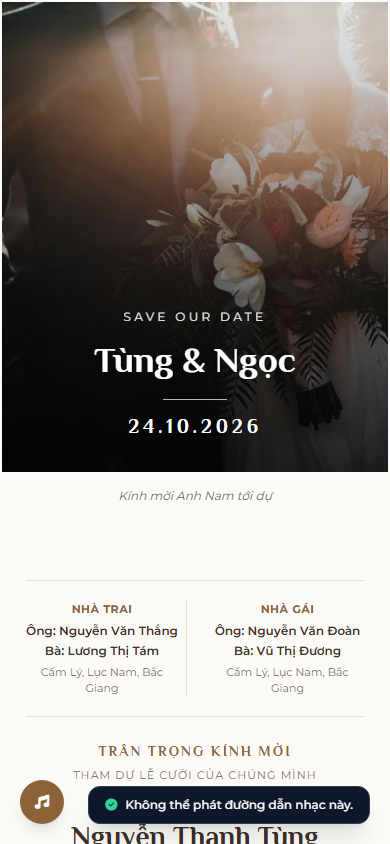 SAVE OUR DATE
Tùng & Ngọc
24.10.2026
Kính mời Anh Nam tới dự
NHÀ TRAI
Ông: Nguyễn Văn Thắng
Bà: Lương Thị Tám
Cẩm Lý, Lục Nam, Bắc
Giang
NHÀ GÁI
Ông: Nguyễn Văn Đoàn
Bà: Vũ Thị Đương
Cẩm Lý, Lục Nam, Bắc
Giang
TRÂN TRỌNG KÍNH MỜI
THAM DỰ LỄ CƯỚI CỦA CHÚNG MÌNH
Không thể phát đường dẫn nhạc này.
Nguyễn Thanh Tùng